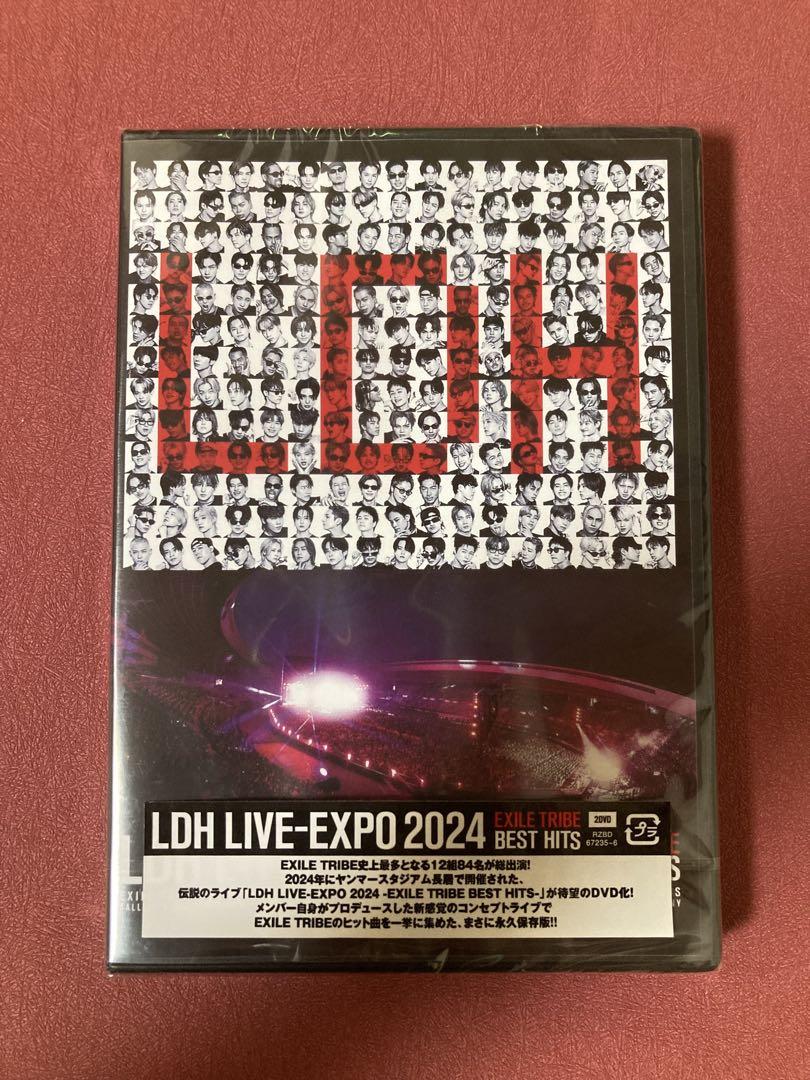 LDH
LDH LIVE-EXPO 2024
EXILE TRIBE
BEST HITS
2DVD
RZBD
67235~6
プラ
EXILE TRIBE史上最多となる12組84名が総出演!
2024年にヤンマースタジアム長居で開催された、
伝説のライブ「LDH LIVE-EXPO 2024 -EXILE TRIBE BEST HITS-」が待望のDVD化!
メンバー自身がプロデュースした新感覚のコンセプトライブで
EXILE TRIBEのヒット曲を一挙に集めた、まさに永久保存版!!